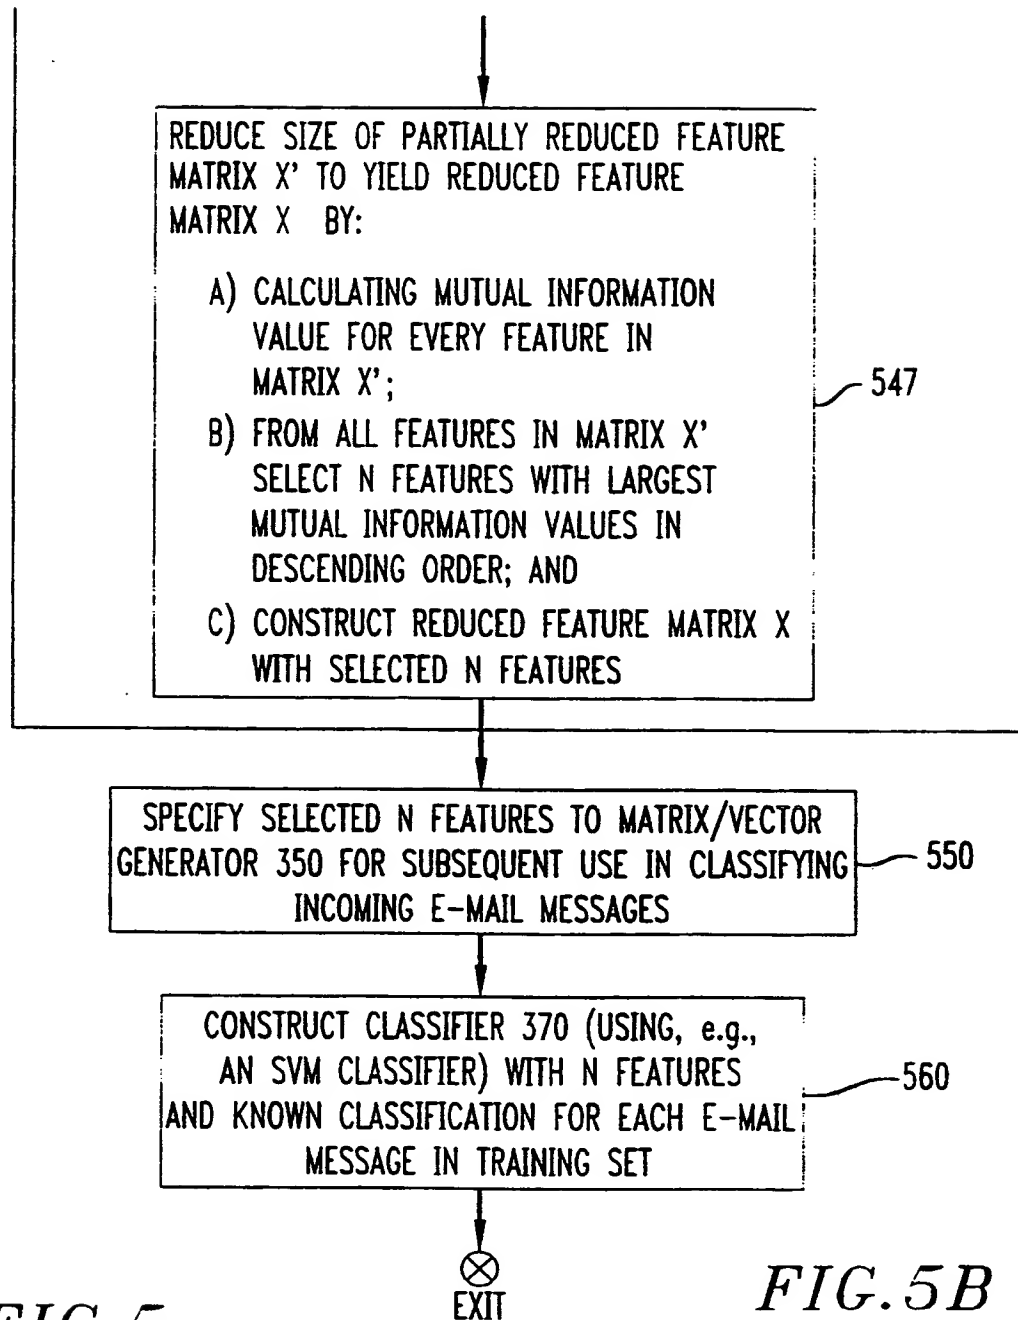 REDUCE SIZE OF PARTIALLY REDUCED FEATURE
MATRIX X' TO YIELD REDUCED FEATURE
MATRIX X BY:
A) CALCULATING MUTUAL INFORMATION
VALUE FOR EVERY FEATURE IN
MATRIX X';
547
B) FROM ALL FEATURES IN MATRIX X'
SELECT N FEATURES WITH LARGEST
MUTUAL INFORMATION VALUES IN
DESCENDING ORDER; AND
C) CONSTRUCT REDUCED FEATURE MATRIX X
WITH SELECTED N FEATURES
SPECIFY SELECTED N FEATURES TO MATRIX/VECTOR
GENERATOR 350 FOR SUBSEQUENT USE IN CLASSIFYING
INCOMING E-MAIL MESSAGES
550
CONSTRUCT CLASSIFIER 370 (USING, e.g.,
AN SVM CLASSIFIER) WITH N FEATURES
AND KNOWN CLASSIFICATION FOR EACH E-MAIL
MESSAGE IN TRAINING SET
560
EXIT
FIG.5B